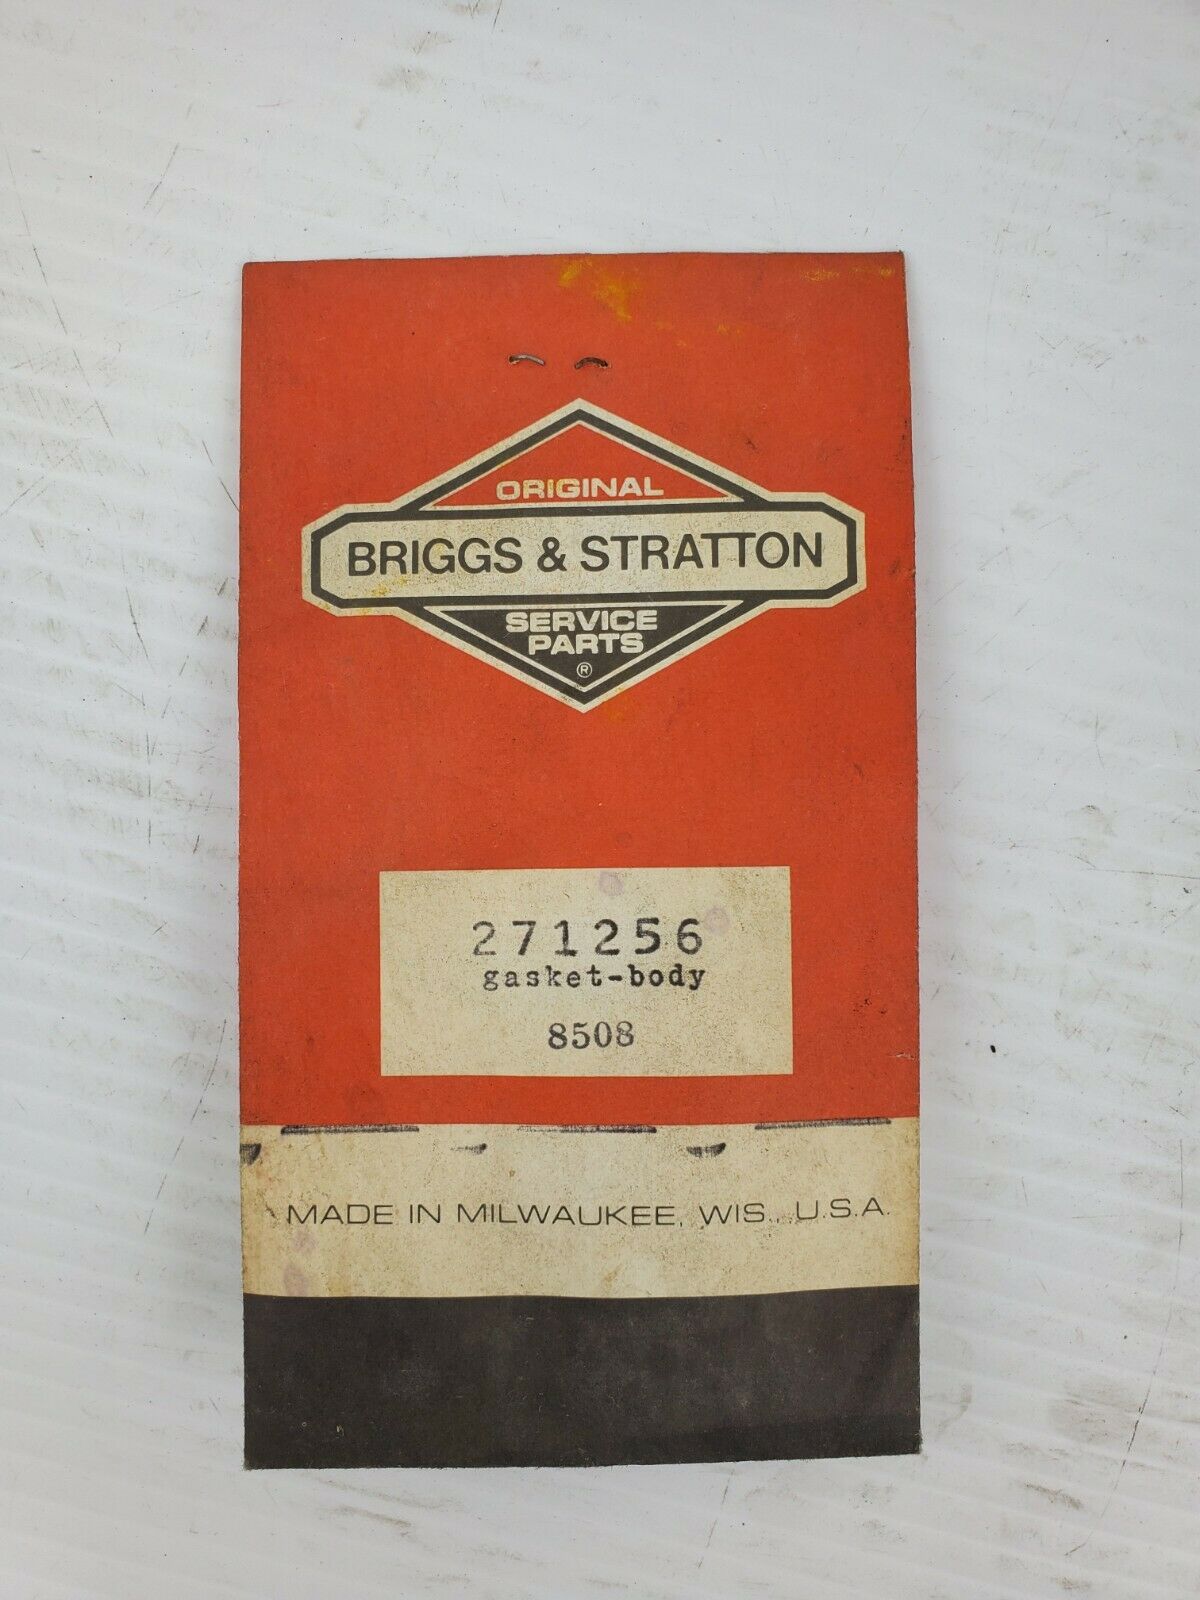 ORIGINAL
BRIGGS & STRATTON
SERVICE
PARTS
®
271256
gasket-body
8508
MADE IN MILWAUKEE, WIS., U.S.A.